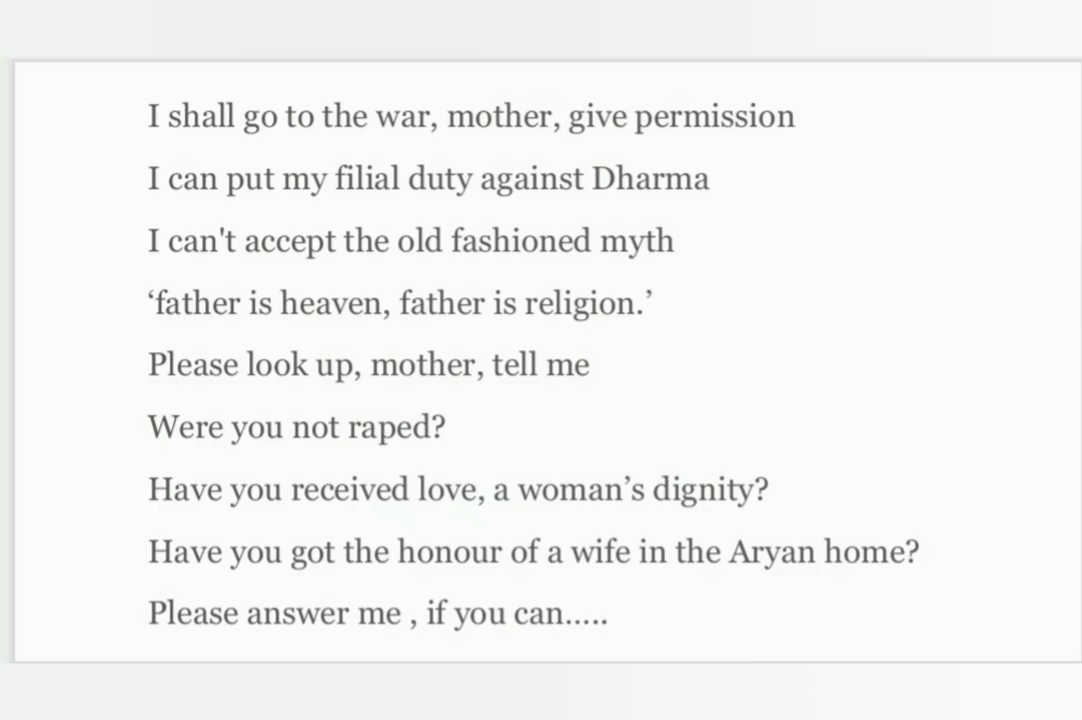 I shall go to the war, mother, give permission
I can put my filial duty against Dharma
I can't accept the old fashioned myth
‘father is heaven, father is religion.’
Please look up, mother, tell me
Were you not raped?
Have you received love, a woman’s dignity?
Have you got the honour of a wife in the Aryan home?
Please answer me , if you can.....